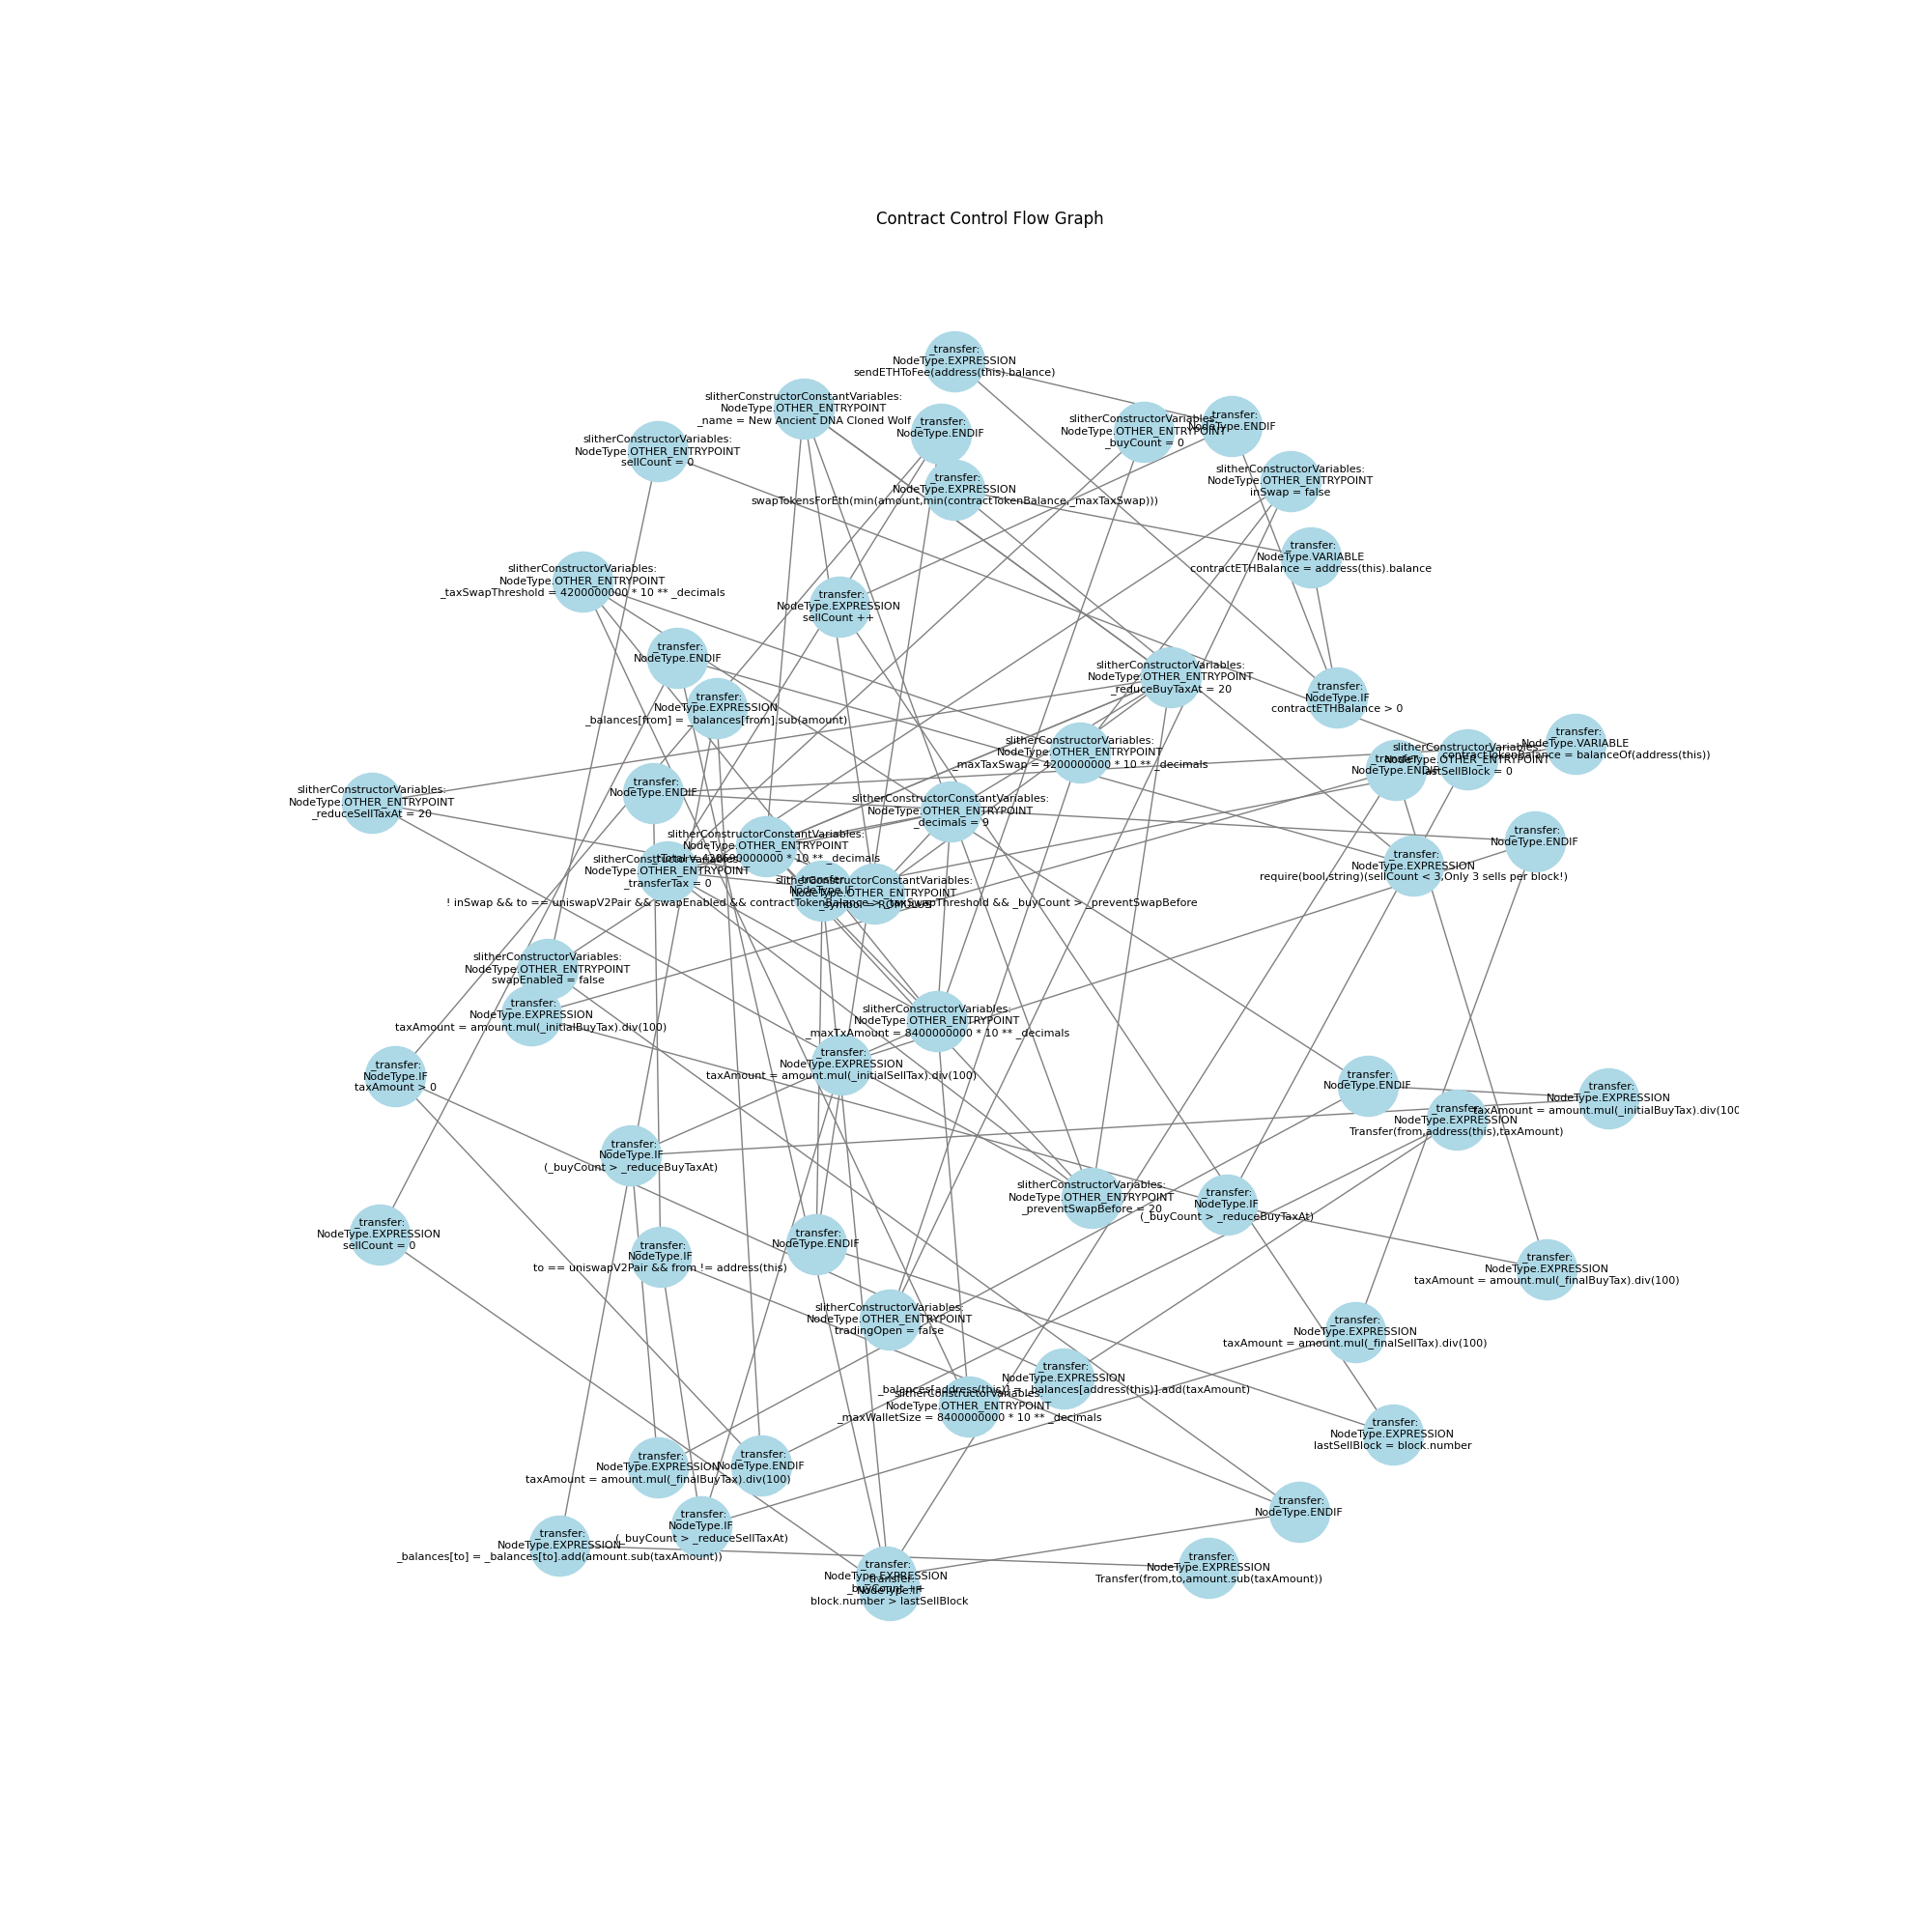 Contract Control Flow Graph
_transfer:
NodeType.EXPRESSION
sendETHToFee(address(this).balance)
slitherConstructorConstantVariables:
NodeType.OTHER_ENTRYPOINT
_name = New Ancient DNA Cloned Wolf
_transfer:
NodeType.ENDIF
slitherConstructorVariables:
NodeType.OTHER_ENTRYPOINT
_buyCount = 0
_transfer:
NodeType.ENDIF
slitherConstructorVariables:
NodeType.OTHER_ENTRYPOINT
sellCount = 0
_transfer:
NodeType.EXPRESSION
swapTokensForEth(min(amount,min(contractTokenBalance,_maxTaxSwap)))
slitherConstructorVariables:
NodeType.OTHER_ENTRYPOINT
inSwap = false
_transfer:
NodeType.VARIABLE
contractETHBalance = address(this).balance
slitherConstructorVariables:
NodeType.OTHER_ENTRYPOINT
_taxSwapThreshold = 4200000000 * 10 ** _decimals
_transfer:
NodeType.EXPRESSION
sellCount ++
_transfer:
NodeType.ENDIF
slitherConstructorVariables:
NodeType.OTHER_ENTRYPOINT
_reduceBuyTaxAt = 20
_transfer:
NodeType.IF
contractETHBalance > 0
_transfer:
NodeType.EXPRESSION
_balances[from] = _balances[from].sub(amount)
slitherConstructorVariables:
NodeType.OTHER_ENTRYPOINT
_maxTaxSwap = 4200000000 * 10 ** _decimals
_transfer:
NodeType.VARIABLE
contractTokenBalance = balanceOf(address(this))
slitherConstructorVariables:
NodeType.OTHER_ENTRYPOINT
lastSellBlock = 0
_transfer:
NodeType.ENDIF
slitherConstructorVariables:
NodeType.OTHER_ENTRYPOINT
_reduceSellTaxAt = 20
_transfer:
NodeType.ENDIF
slitherConstructorConstantVariables:
NodeType.OTHER_ENTRYPOINT
_decimals = 9
_transfer:
NodeType.ENDIF
slitherConstructorConstantVariables:
NodeType.OTHER_ENTRYPOINT
_decimals
slitherConstructorVariables:
NodeType.OTHER_ENTRYPOINT
_transferTax = 0
_transfer:
NodeType.EXPRESSION
require(bool,string)(sellCount < 3,Only 3 sells per block!)
_transfer:
NodeType.IF
! inSwap && to == uniswapV2Pair && swapEnabled && contractTokenBalance > _taxSwapThreshold && _buyCount > _preventSwapBefore
slitherConstructorConstantVariables:
NodeType.OTHER_ENTRYPOINT
slitherConstructorVariables:
NodeType.OTHER_ENTRYPOINT
swapEnabled = false
_transfer:
NodeType.EXPRESSION
taxAmount = amount.mul(_initialBuyTax).div(100)
slitherConstructorVariables:
NodeType.OTHER_ENTRYPOINT
_maxTxAmount = 8400000000 * 10 ** _decimals
_transfer:
NodeType.EXPRESSION
taxAmount = amount.mul(_initialSellTax).div(100)
_transfer:
NodeType.IF
taxAmount > 0
_transfer:
NodeType.ENDIF
_transfer:
NodeType.EXPRESSION
taxAmount = amount.mul(_initialBuyTax).div(100
_transfer:
NodeType.EXPRESSION
Transfer(from,address(this),taxAmount)
_transfer:
NodeType.IF
(_buyCount > _reduceBuyTaxAt)
slitherConstructorVariables:
NodeType.OTHER_ENTRYPOINT
_preventSwapBefore = 20
_transfer:
NodeType.IF
(_buyCount > _reduceBuyTaxAt)
_transfer:
NodeType.EXPRESSION
sellCount = 0
_transfer:
NodeType.IF
to == uniswapV2Pair && from != address(this)
_transfer:
NodeType.ENDIF
_transfer:
NodeType.EXPRESSION
taxAmount = amount.mul(_finalBuyTax).div(100)
slitherConstructorVariables:
NodeType.OTHER_ENTRYPOINT
tradingOpen = false
_transfer:
NodeType.EXPRESSION
taxAmount = amount.mul(_finalSellTax).div(100)
_transfer:
NodeType.EXPRESSION
_balances[address(this)] = _balances[address(this)].add(taxAmount)
slitherConstructorVariables:
NodeType.OTHER_ENTRYPOINT
_maxWalletSize = 8400000000 * 10 ** _decimals
_transfer:
NodeType.EXPRESSION
lastSellBlock = block.number
_transfer:
NodeType.EXPRESSION
taxAmount = amount.mul(_finalBuyTax).div(100)
_transfer:
NodeType.ENDIF
_transfer:
NodeType.ENDIF
_transfer:
NodeType.IF
(_buyCount > _reduceSellTaxAt)
_transfer:
NodeType.EXPRESSION
_balances[to] = _balances[to].add(amount.sub(taxAmount))
_transfer:
NodeType.EXPRESSION
Transfer(from,to,amount.sub(taxAmount))
_transfer:
NodeType.EXPRESSION
_buyCount ++
_transfer:
NodeType.IF
block.number > lastSellBlock